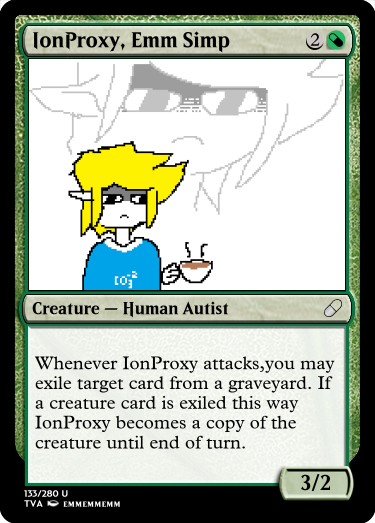 IonProxy, Emm Simp 2
IO3-2
Creature — Human Autist
Whenever IonProxy attacks,you may
exile target card from a graveyard. If
a creature card is exiled this way
IonProxy becomes a copy of the
creature until end of turn.
3/2
133/280 U
TVA EMMEMMEMM